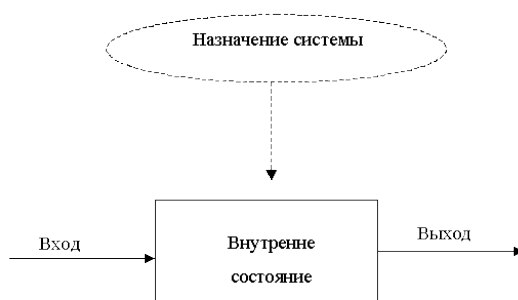 Назначение системы
Вход
Выход
Внутренне
состояние